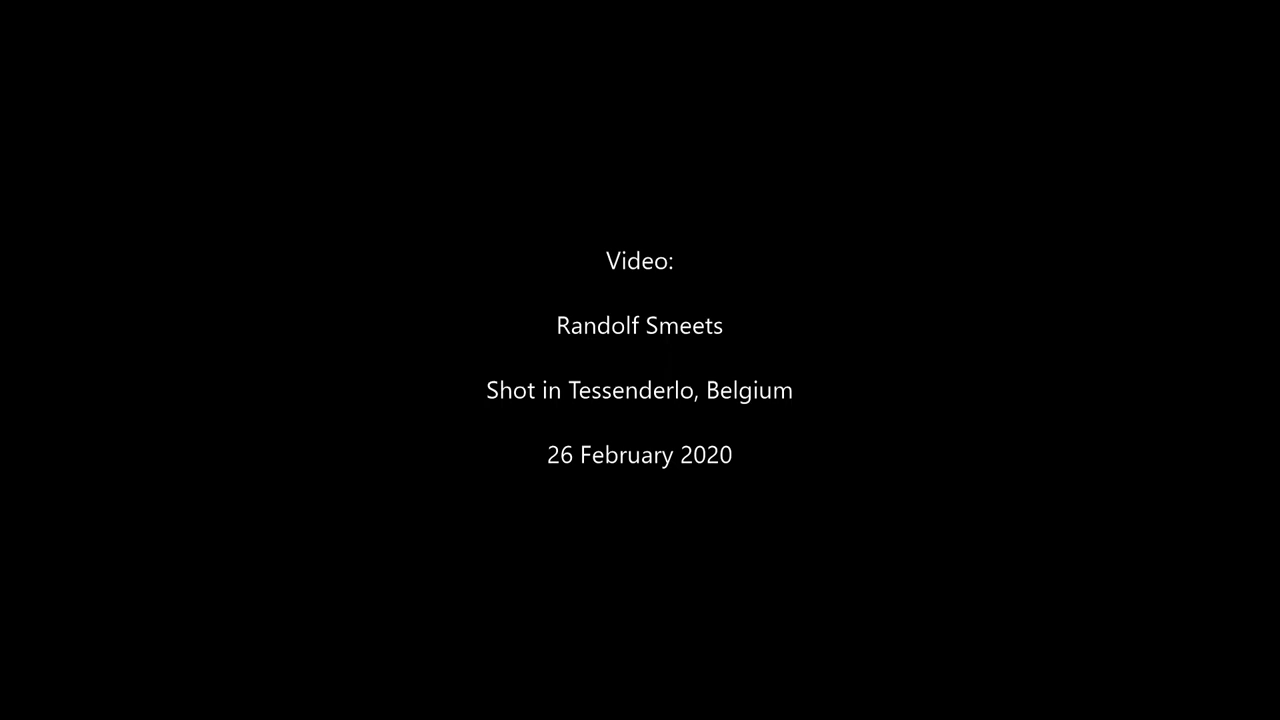 Video:
Randolf Smeets
Shot in Tessenderlo, Belgium
26 February 2020